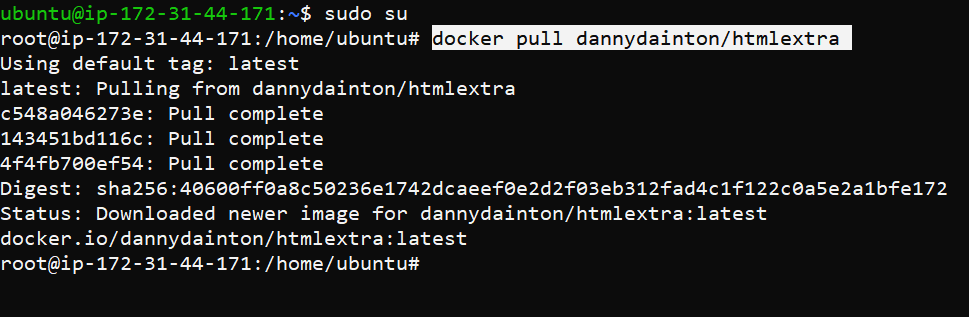 ubuntu@ip-172-31-44-171:~$ sudo su
root@ip-172-31-44-171:/home/ubuntu# docker pull dannydainton/htmlextra
Using default tag: latest
latest: Pulling from dannydainton/htmlextra
c548a046273e: Pull complete
143451bd116c: Pull complete
4f4fb700ef54: Pull complete
Digest: sha256:40600ff0a8c50236e1742dcaeef0e2d2f03eb312fad4c1f122c0a5e2a1bfe172
Status: Downloaded newer image for dannydainton/htmlextra:latest
docker.io/dannydainton/htmlextra:latest
root@ip-172-31-44-171:/home/ubuntu#